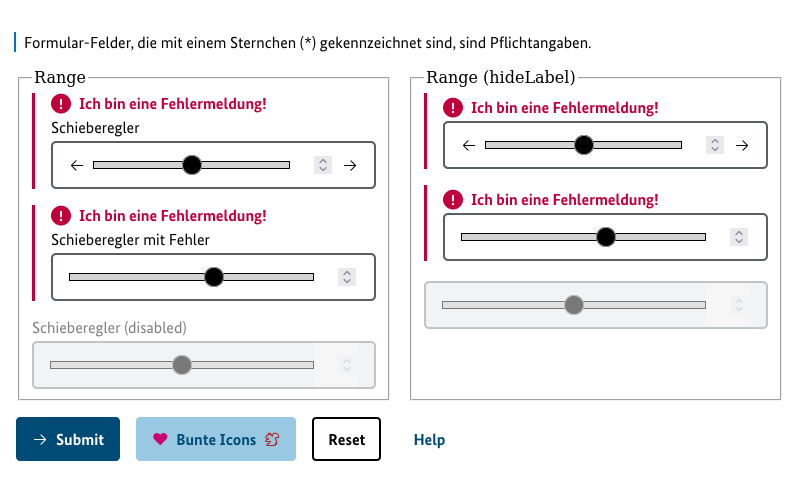 Formular-Felder, die mit einem Sternchen (*) gekennzeichnet sind, sind Pflichtangaben.
Range
Ich bin eine Fehlermeldung!
Schieberegler
Ich bin eine Fehlermeldung!
Schieberegler mit Fehler
Schieberegler (disabled)
Range (hideLabel)
Ich bin eine Fehlermeldung!
Ich bin eine Fehlermeldung!
Submit
Bunte Icons
Reset
Help